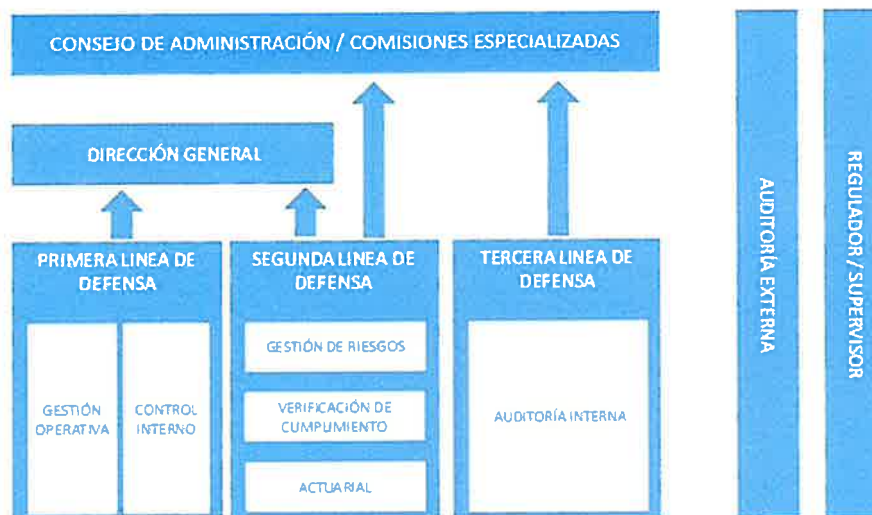 CONSEJO DE ADMINISTRACIÓN / COMISIONES ESPECIALIZADAS
DIRECCIÓN GENERAL
PRIMERA LINEA DE
DEFENSA
GESTIÓN
OPERATIVA
CONTROL
INTERNO
SEGUNDA LINEA DE
DEFENSA
GESTIÓN DE RIESGOS
VERIFICACIÓN DE
CUMPLIMIENTO
ACTUARIAL
TERCERA LINEA DE
DEFENSA
AUDITORÍA INTERNA
AUDITORÍA EXTERNA
REGULADOR / SUPERVISOR